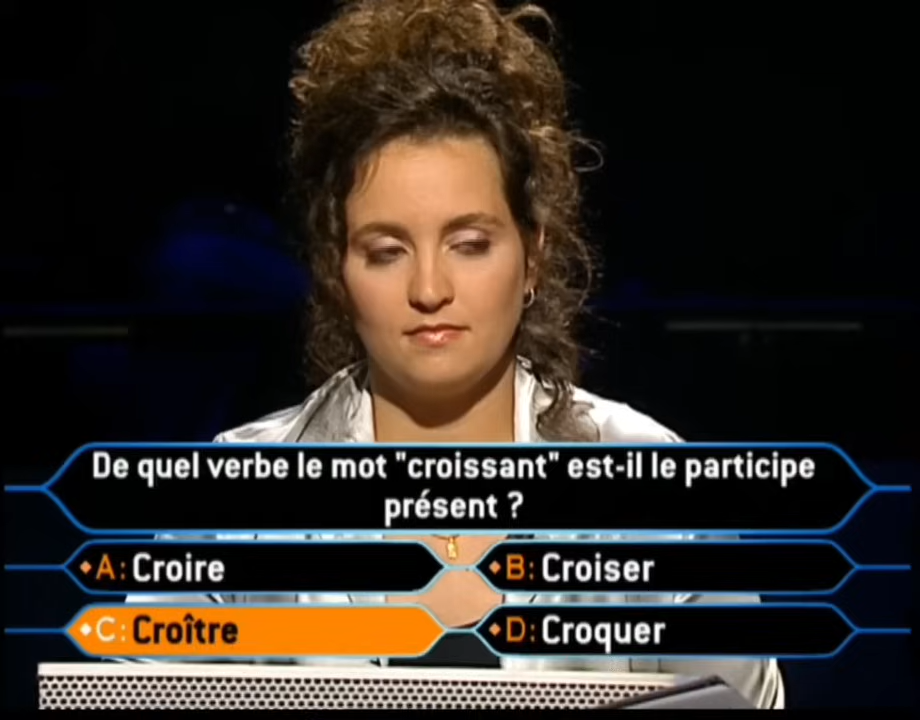 De quel verbe le mot "croissant" est-il le participe
présent ?
A: Croire
B: Croiser
C: Croître
D: Croquer